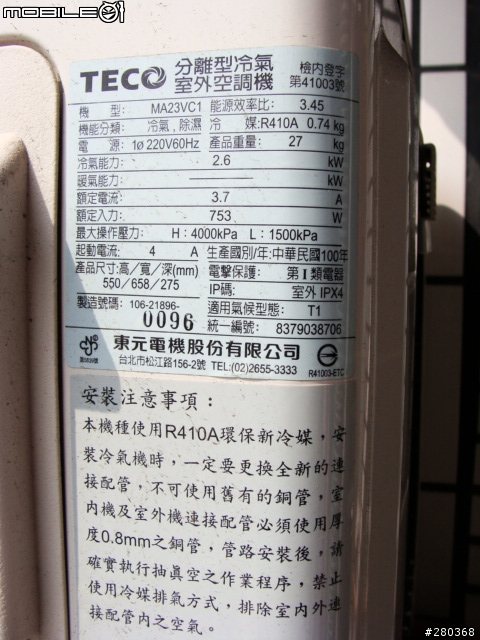 mobile01
TECO 分離型冷氣 室外空調機 檢內登字 第41003號
機 型: MA23VC1 能源效率比: 3.45
機能分類: 冷氣, 除濕 冷 媒:R410A 0.74 kg
電 源: 1ø 220V60Hz 產品重量: 27 kg
冷氣能力: 2.6 kW
暖氣能力: ——— kW
額定電流: 3.7 A
額定入力: 753 W
最大操作壓力: H : 4000kPa L : 1500kPa
起動電流: 4 A 生產國別/年:中華民國100年
產品尺寸:高/寬/深(mm) 電擊保護: 第 I 類電器
550 / 658 / 275 IP碼: 室外 IPX4
製造號碼: 106-21896- 適用氣候型態: T1
0096 統一編號: 8379038706
東元電機股份有限公司
台北市松江路156-2號 TEL:(02)2655-3333 R41003-ETC
安裝注意事項：
本機種使用R410A環保新冷媒，安
裝冷氣機時，一定要更換全新的連
接配管，不可使用舊有的銅管，室
內機及室外機連接配管必須使用厚
度0.8mm之銅管，管路安裝後，請
確實執行抽真空之作業程序，禁止
使用冷媒排氣方式，排除室內外連
接配管內之空氣。
#280368